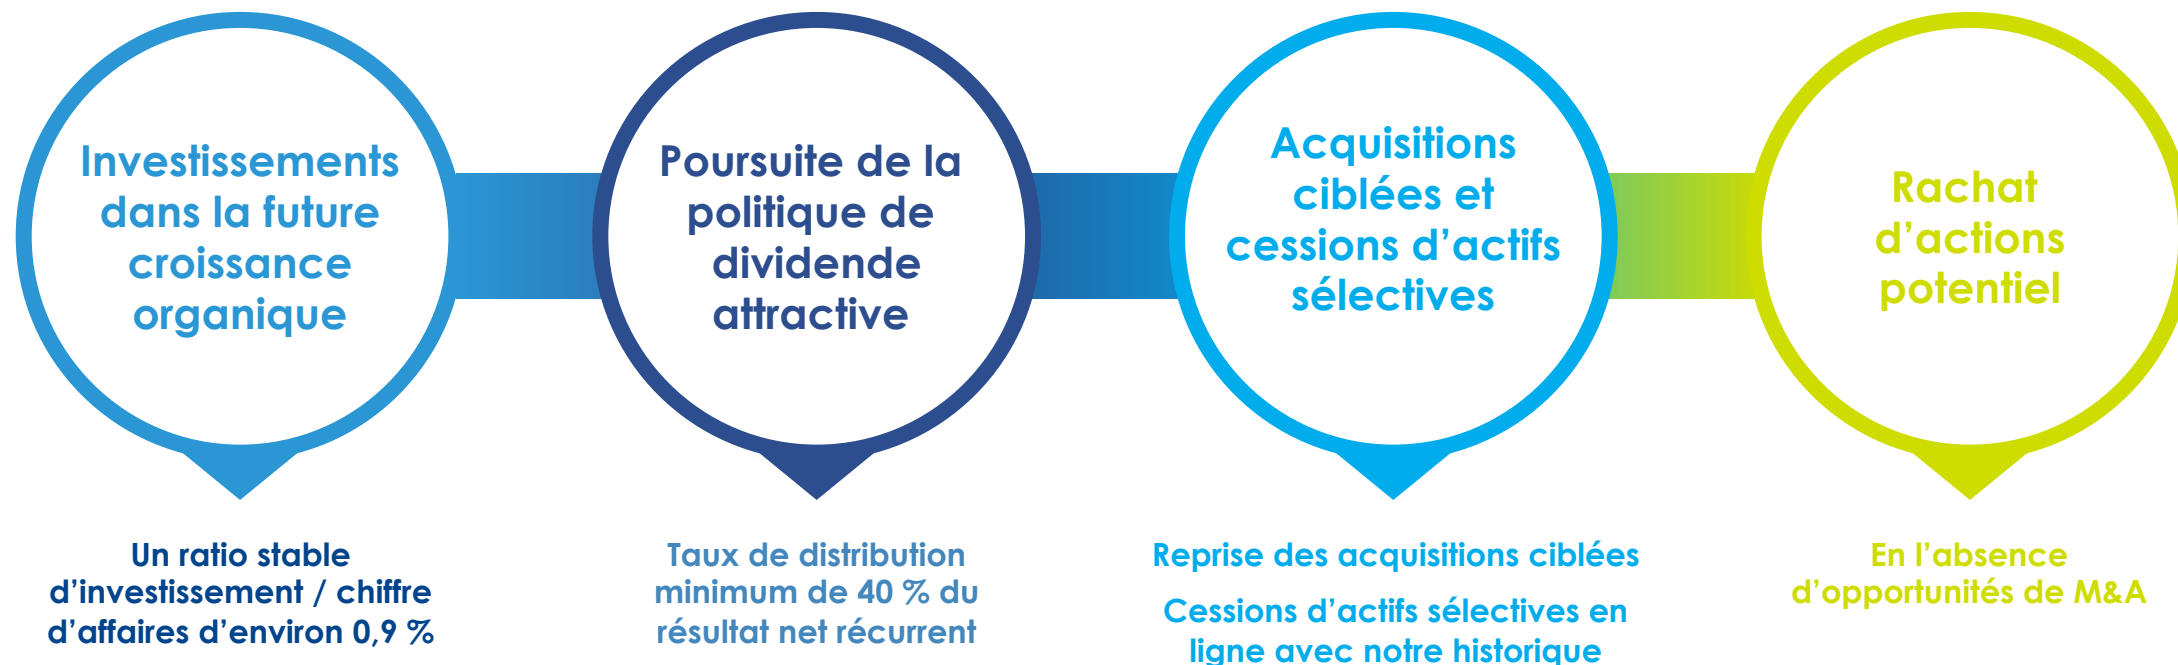 Investissements
dans la future
croissance
organique
Un ratio stable
d’investissement / chiffre
d’affaires d’environ 0,9 %
Poursuite de la
politique de
dividende
attractive
Taux de distribution
minimum de 40 % du
résultat net récurrent
Acquisitions
ciblées et
cessions d’actifs
sélectives
Reprise des acquisitions ciblées
Cessions d’actifs sélectives en
ligne avec notre historique
Rachat
d’actions
potentiel
En l’absence
d’opportunités de M&A